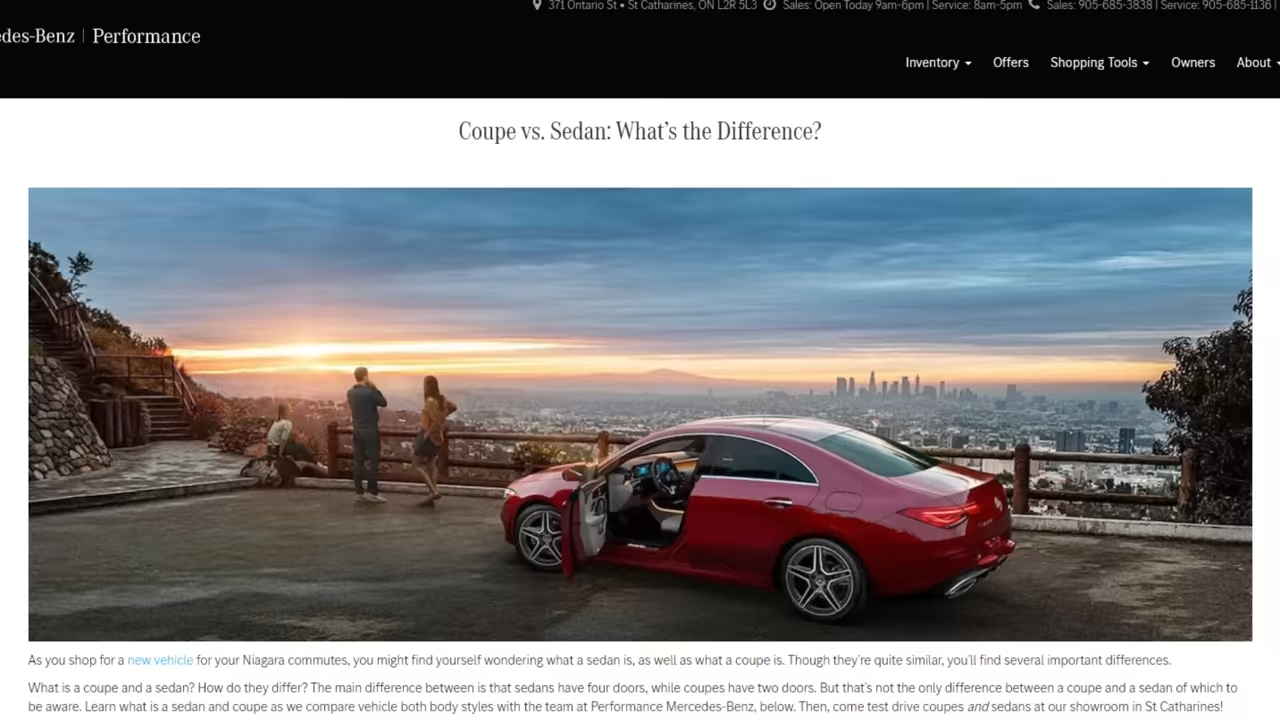 371 Ontario St • St Catharines, ON L2R 5L3 Sales: Open Today 9am-6pm | Service: 8am-5pm Sales: 905-685-3838 | Service: 905-685-1136 |
edes-Benz | Performance
Inventory Offers Shopping Tools Owners About
Coupe vs. Sedan: What's the Difference?
As you shop for a new vehicle for your Niagara commutes, you might find yourself wondering what a sedan is, as well as what a coupe is. Though they're quite similar, you'll find several important differences.
What is a coupe and a sedan? How do they differ? The main difference between is that sedans have four doors, while coupes have two doors. But that's not the only difference between a coupe and a sedan of which to
be aware. Learn what is a sedan and coupe as we compare vehicle both body styles with the team at Performance Mercedes-Benz, below. Then, come test drive coupes and sedans at our showroom in St Catharines!